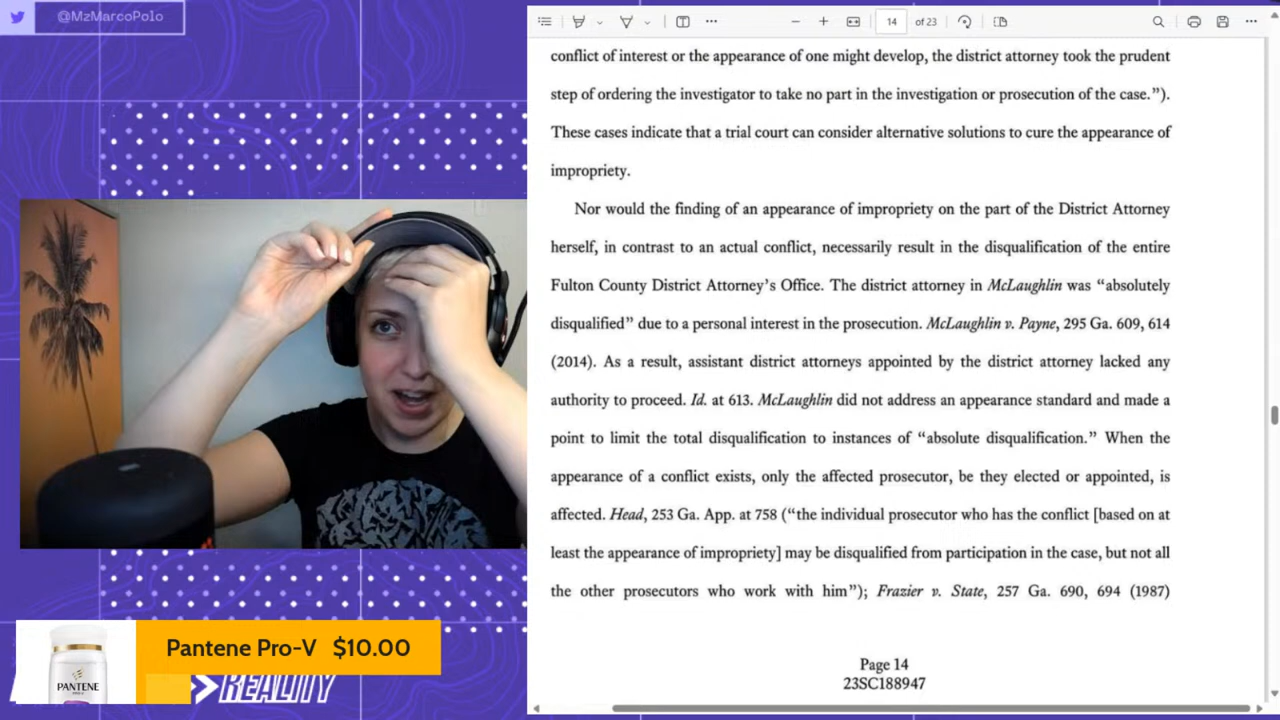 @MzMarcoPolo
14 of 23
conflict of interest or the appearance of one might develop, the district attorney took the prudent
step of ordering the investigator to take no part in the investigation or prosecution of the case.”).
These cases indicate that a trial court can consider alternative solutions to cure the appearance of
impropriety.
Nor would the finding of an appearance of impropriety on the part of the District Attorney
herself, in contrast to an actual conflict, necessarily result in the disqualification of the entire
Fulton County District Attorney’s Office. The district attorney in McLaughlin was “absolutely
disqualified” due to a personal interest in the prosecution. McLaughlin v. Payne, 295 Ga. 609, 614
(2014). As a result, assistant district attorneys appointed by the district attorney lacked any
authority to proceed. Id. at 613. McLaughlin did not address an appearance standard and made a
point to limit the total disqualification to instances of “absolute disqualification.” When the
appearance of a conflict exists, only the affected prosecutor, be they elected or appointed, is
affected. Head, 253 Ga. App. at 758 (“the individual prosecutor who has the conflict [based on at
least the appearance of impropriety] may be disqualified from participation in the case, but not all
the other prosecutors who work with him”); Frazier v. State, 257 Ga. 690, 694 (1987)
Page 14
23SC188947
Pantene Pro-V $10.00
PANTENE
REALITY